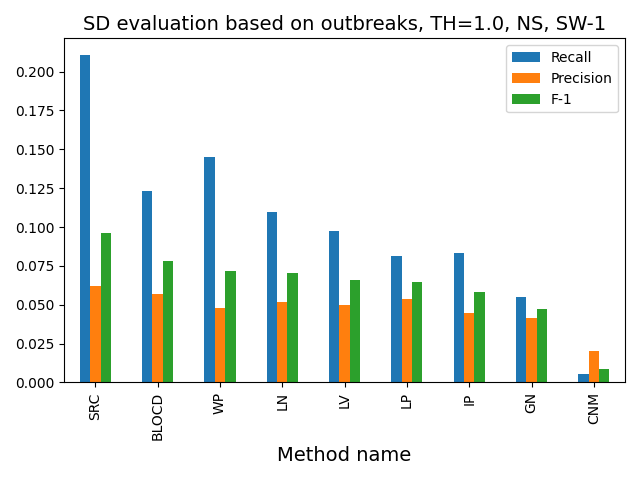 SD evaluation based on outbreaks, TH=1.0, NS, SW-1
Recall
Precision
F-1
0.200
0.175
0.150
0.125
0.100
0.075
0.050
0.025
0.000
SRC
BLOCD
WP
LN
LV
LP
IP
GN
CNM
Method name